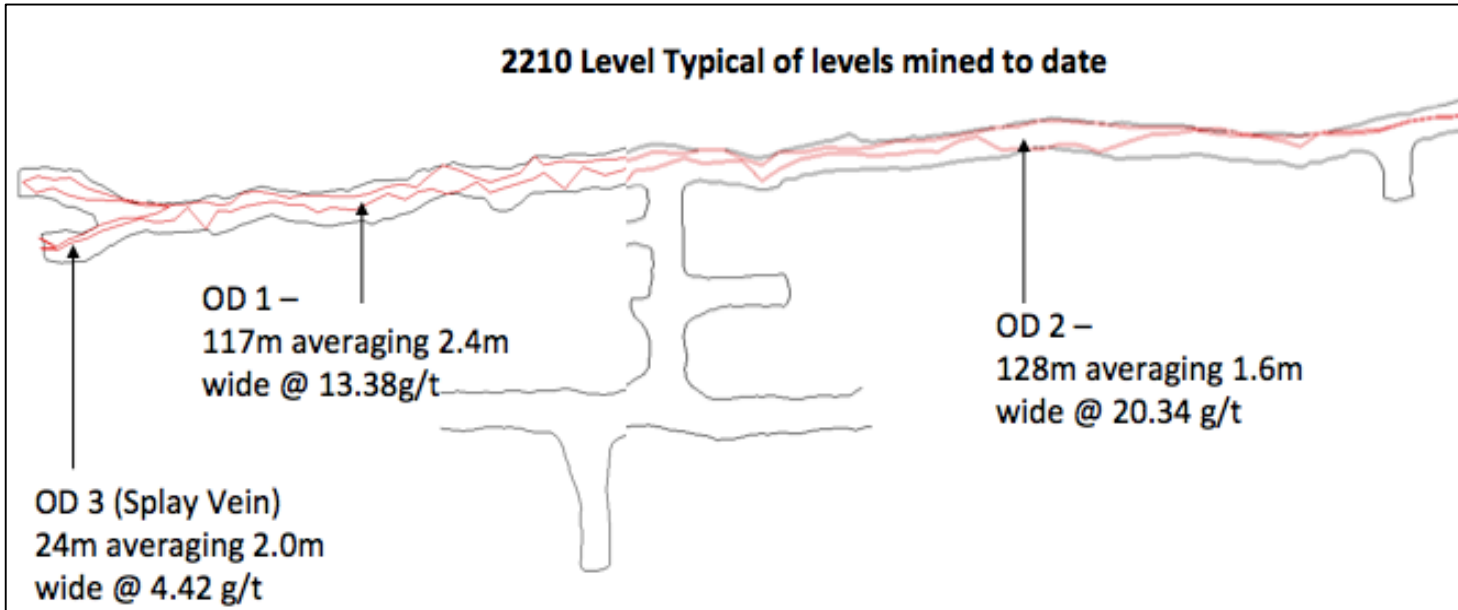 2210 Level Typical of levels mined to date
OD 1 –
117m averaging 2.4m
wide @ 13.38g/t
OD 2 –
128m averaging 1.6m
wide @ 20.34 g/t
OD 3 (Splay Vein)
24m averaging 2.0m
wide @ 4.42 g/t